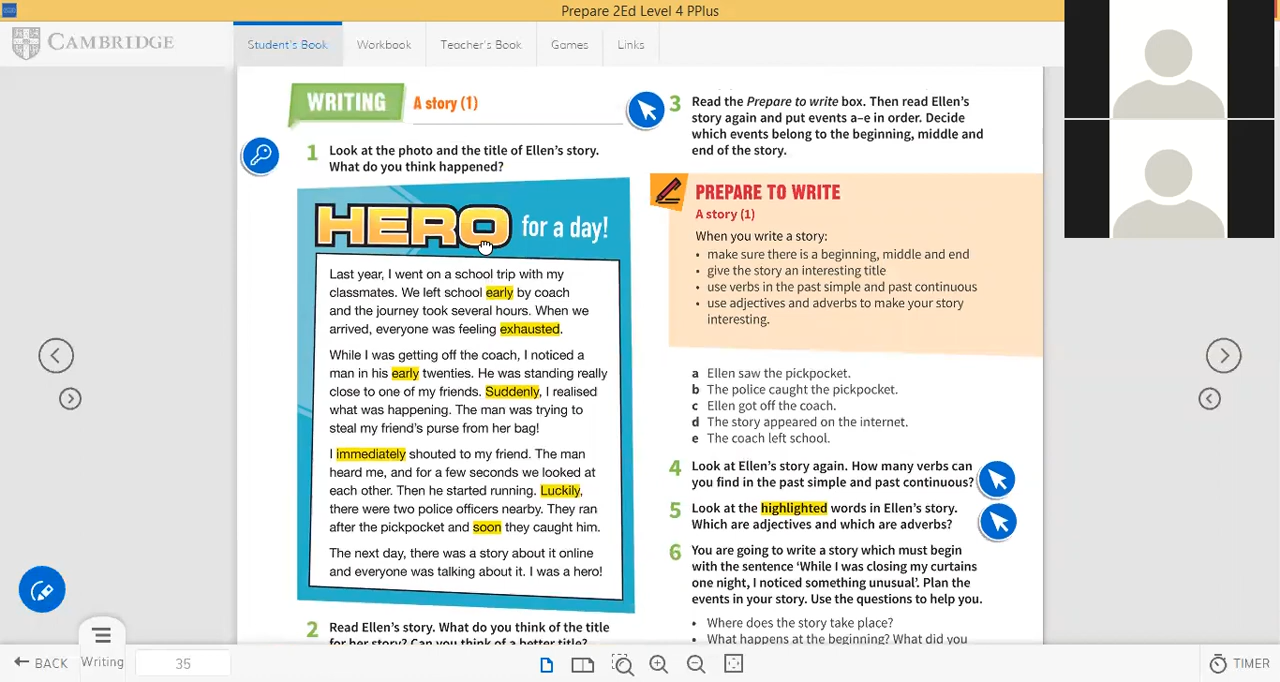 Prepare 2Ed Level 4 PPlus
CAMBRIDGE
Student's Book
Workbook
Teacher's Book
Games
Links
WRITING
A story (1)
1 Look at the photo and the title of Ellen's story.
What do you think happened?
HERO for a day!
Last year, I went on a school trip with my
classmates. We left school early by coach
and the journey took several hours. When we
arrived, everyone was feeling exhausted.
While I was getting off the coach, I noticed a
man in his early twenties. He was standing really
close to one of my friends. Suddenly, I realised
what was happening. The man was trying to
steal my friend's purse from her bag!
I immediately shouted to my friend. The man
heard me, and for a few seconds we looked at
each other. Then he started running. Luckily,
there were two police officers nearby. They ran
after the pickpocket and soon they caught him.
The next day, there was a story about it online
and everyone was talking about it. I was a hero!
2 Read Ellen's story. What do you think of the title
for her story? Can you think of a better title?
3 Read the Prepare to write box. Then read Ellen's
story again and put events a–e in order. Decide
which events belong to the beginning, middle and
end of the story.
PREPARE TO WRITE
A story (1)
When you write a story:
• make sure there is a beginning, middle and end
• give the story an interesting title
• use verbs in the past simple and past continuous
• use adjectives and adverbs to make your story
interesting.
a Ellen saw the pickpocket.
b The police caught the pickpocket.
c Ellen got off the coach.
d The story appeared on the internet.
e The coach left school.
4 Look at Ellen's story again. How many verbs can
you find in the past simple and past continuous?
5 Look at the highlighted words in Ellen's story.
Which are adjectives and which are adverbs?
6 You are going to write a story which must begin
with the sentence 'While I was closing my curtains
one night, I noticed something unusual'. Plan the
events in your story. Use the questions to help you.
• Where does the story take place?
• What happens at the beginning? What did you
BACK
Writing
35
TIMER